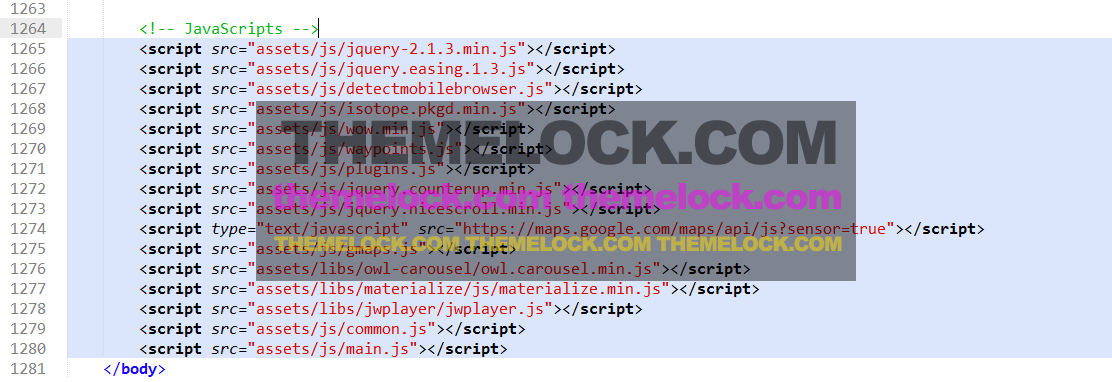 1263
1264 <!-- JavaScripts -->
1265 <script src="assets/js/jquery-2.1.3.min.js"></script>
1266 <script src="assets/js/jquery.easing.1.3.js"></script>
1267 <script src="assets/js/detectmobilebrowser.js"></script>
1268 <script src="assets/js/isotope.pkgd.min.js"></script>
1269 <script src="assets/js/wow.min.js"></script>
1270 <script src="assets/js/waypoints.js"></script>
1271 <script src="assets/js/plugins.js"></script>
1272 <script src="assets/js/jquery.counterup.min.js"></script>
1273 <script src="assets/js/jquery.nicescroll.min.js"></script>
1274 <script type="text/javascript" src="https://maps.google.com/maps/api/js?sensor=true"></script>
1275 <script src="assets/js/gmaps.js"></script>
1276 <script src="assets/libs/owl-carousel/owl.carousel.min.js"></script>
1277 <script src="assets/libs/materialize/js/materialize.min.js"></script>
1278 <script src="assets/libs/jwplayer/jwplayer.js"></script>
1279 <script src="assets/js/common.js"></script>
1280 <script src="assets/js/main.js"></script>
1281 </body>
THEMELOCK.COM
themelock.com themelock.com
THEMELOCK.COM THEMELOCK.COM THEMELOCK.COM